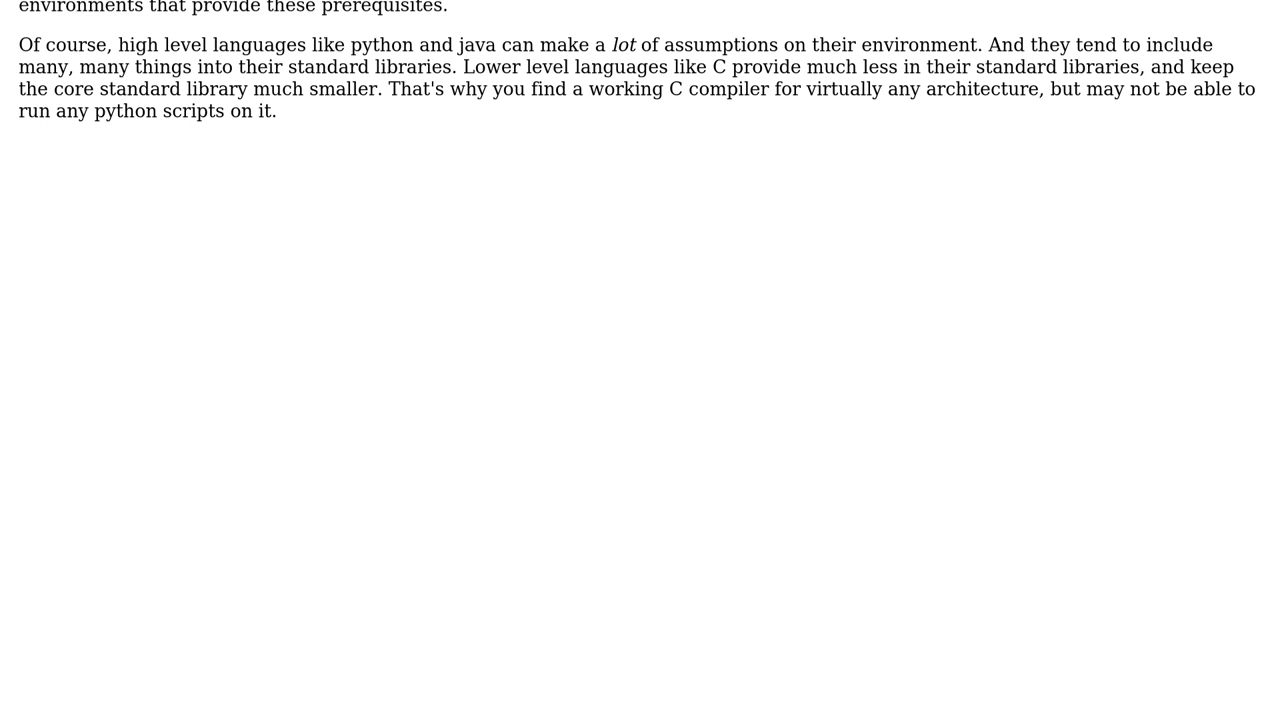 environments that provide these prerequisites.
Of course, high level languages like python and java can make a lot of assumptions on their environment. And they tend to include
many, many things into their standard libraries. Lower level languages like C provide much less in their standard libraries, and keep
the core standard library much smaller. That's why you find a working C compiler for virtually any architecture, but may not be able to
run any python scripts on it.